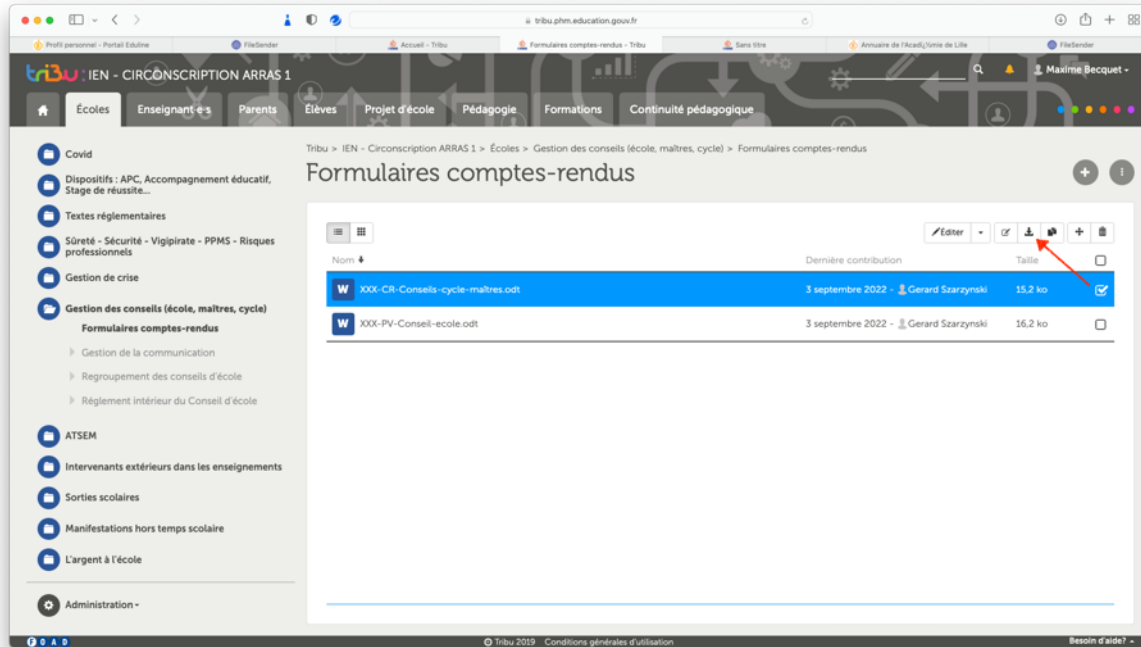 tribu.phm.education.gouv.fr
Profil personnel - Portail Eduline
FileSender
Accueil - Tribu
Formulaires comptes-rendus - Tribu
Sans titre
Annuaire de l'Acadï¿½mie de Lille
FileSender
tribu IEN - CIRCONSCRIPTION ARRAS 1
Maxime Becquet
Écoles
Enseignant·e·s
Parents
Élèves
Projet d'école
Pédagogie
Formations
Continuité pédagogique
Covid
Dispositifs : APC, Accompagnement éducatif,
Stage de réussite...
Textes réglementaires
Sûreté - Sécurité - Vigipirate - PPMS - Risques
professionnels
Gestion de crise
Gestion des conseils (école, maîtres, cycle)
Formulaires comptes-rendus
Gestion de la communication
Regroupement des conseils d'école
Réglement intérieur du Conseil d'école
ATSEM
Intervenants extérieurs dans les enseignements
Sorties scolaires
Manifestations hors temps scolaire
L'argent à l'école
Administration
Tribu > IEN - Circonscription ARRAS 1 > Écoles > Gestion des conseils (école, maîtres, cycle) > Formulaires comptes-rendus
Formulaires comptes-rendus
Éditer
Nom Dernière contribution Taille
W XXX-CR-Conseils-cycle-maîtres.odt 3 septembre 2022 - Gerard Szarzynski 15,2 ko
W XXX-PV-Conseil-ecole.odt 3 septembre 2022 - Gerard Szarzynski 16,2 ko
F O A D
© Tribu 2019 Conditions générales d'utilisation
Besoin d'aide?